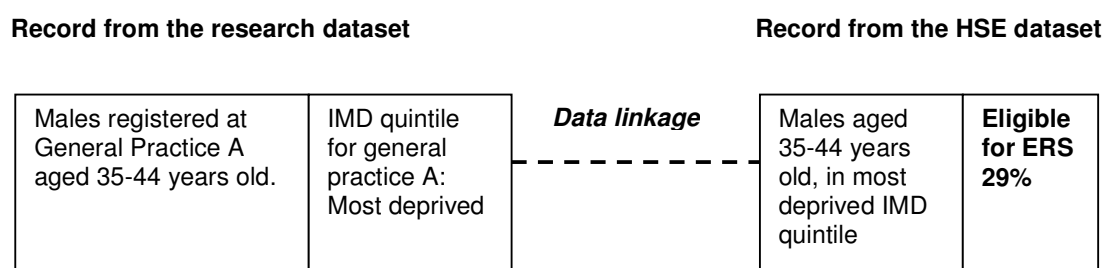 Record from the research dataset
Record from the HSE dataset
Males registered at
General Practice A
aged 35-44 years old.
IMD quintile
for general
practice A:
Most deprived
Data linkage
Males aged
35-44 years
old, in most
deprived IMD
quintile
Eligible
for ERS
29%